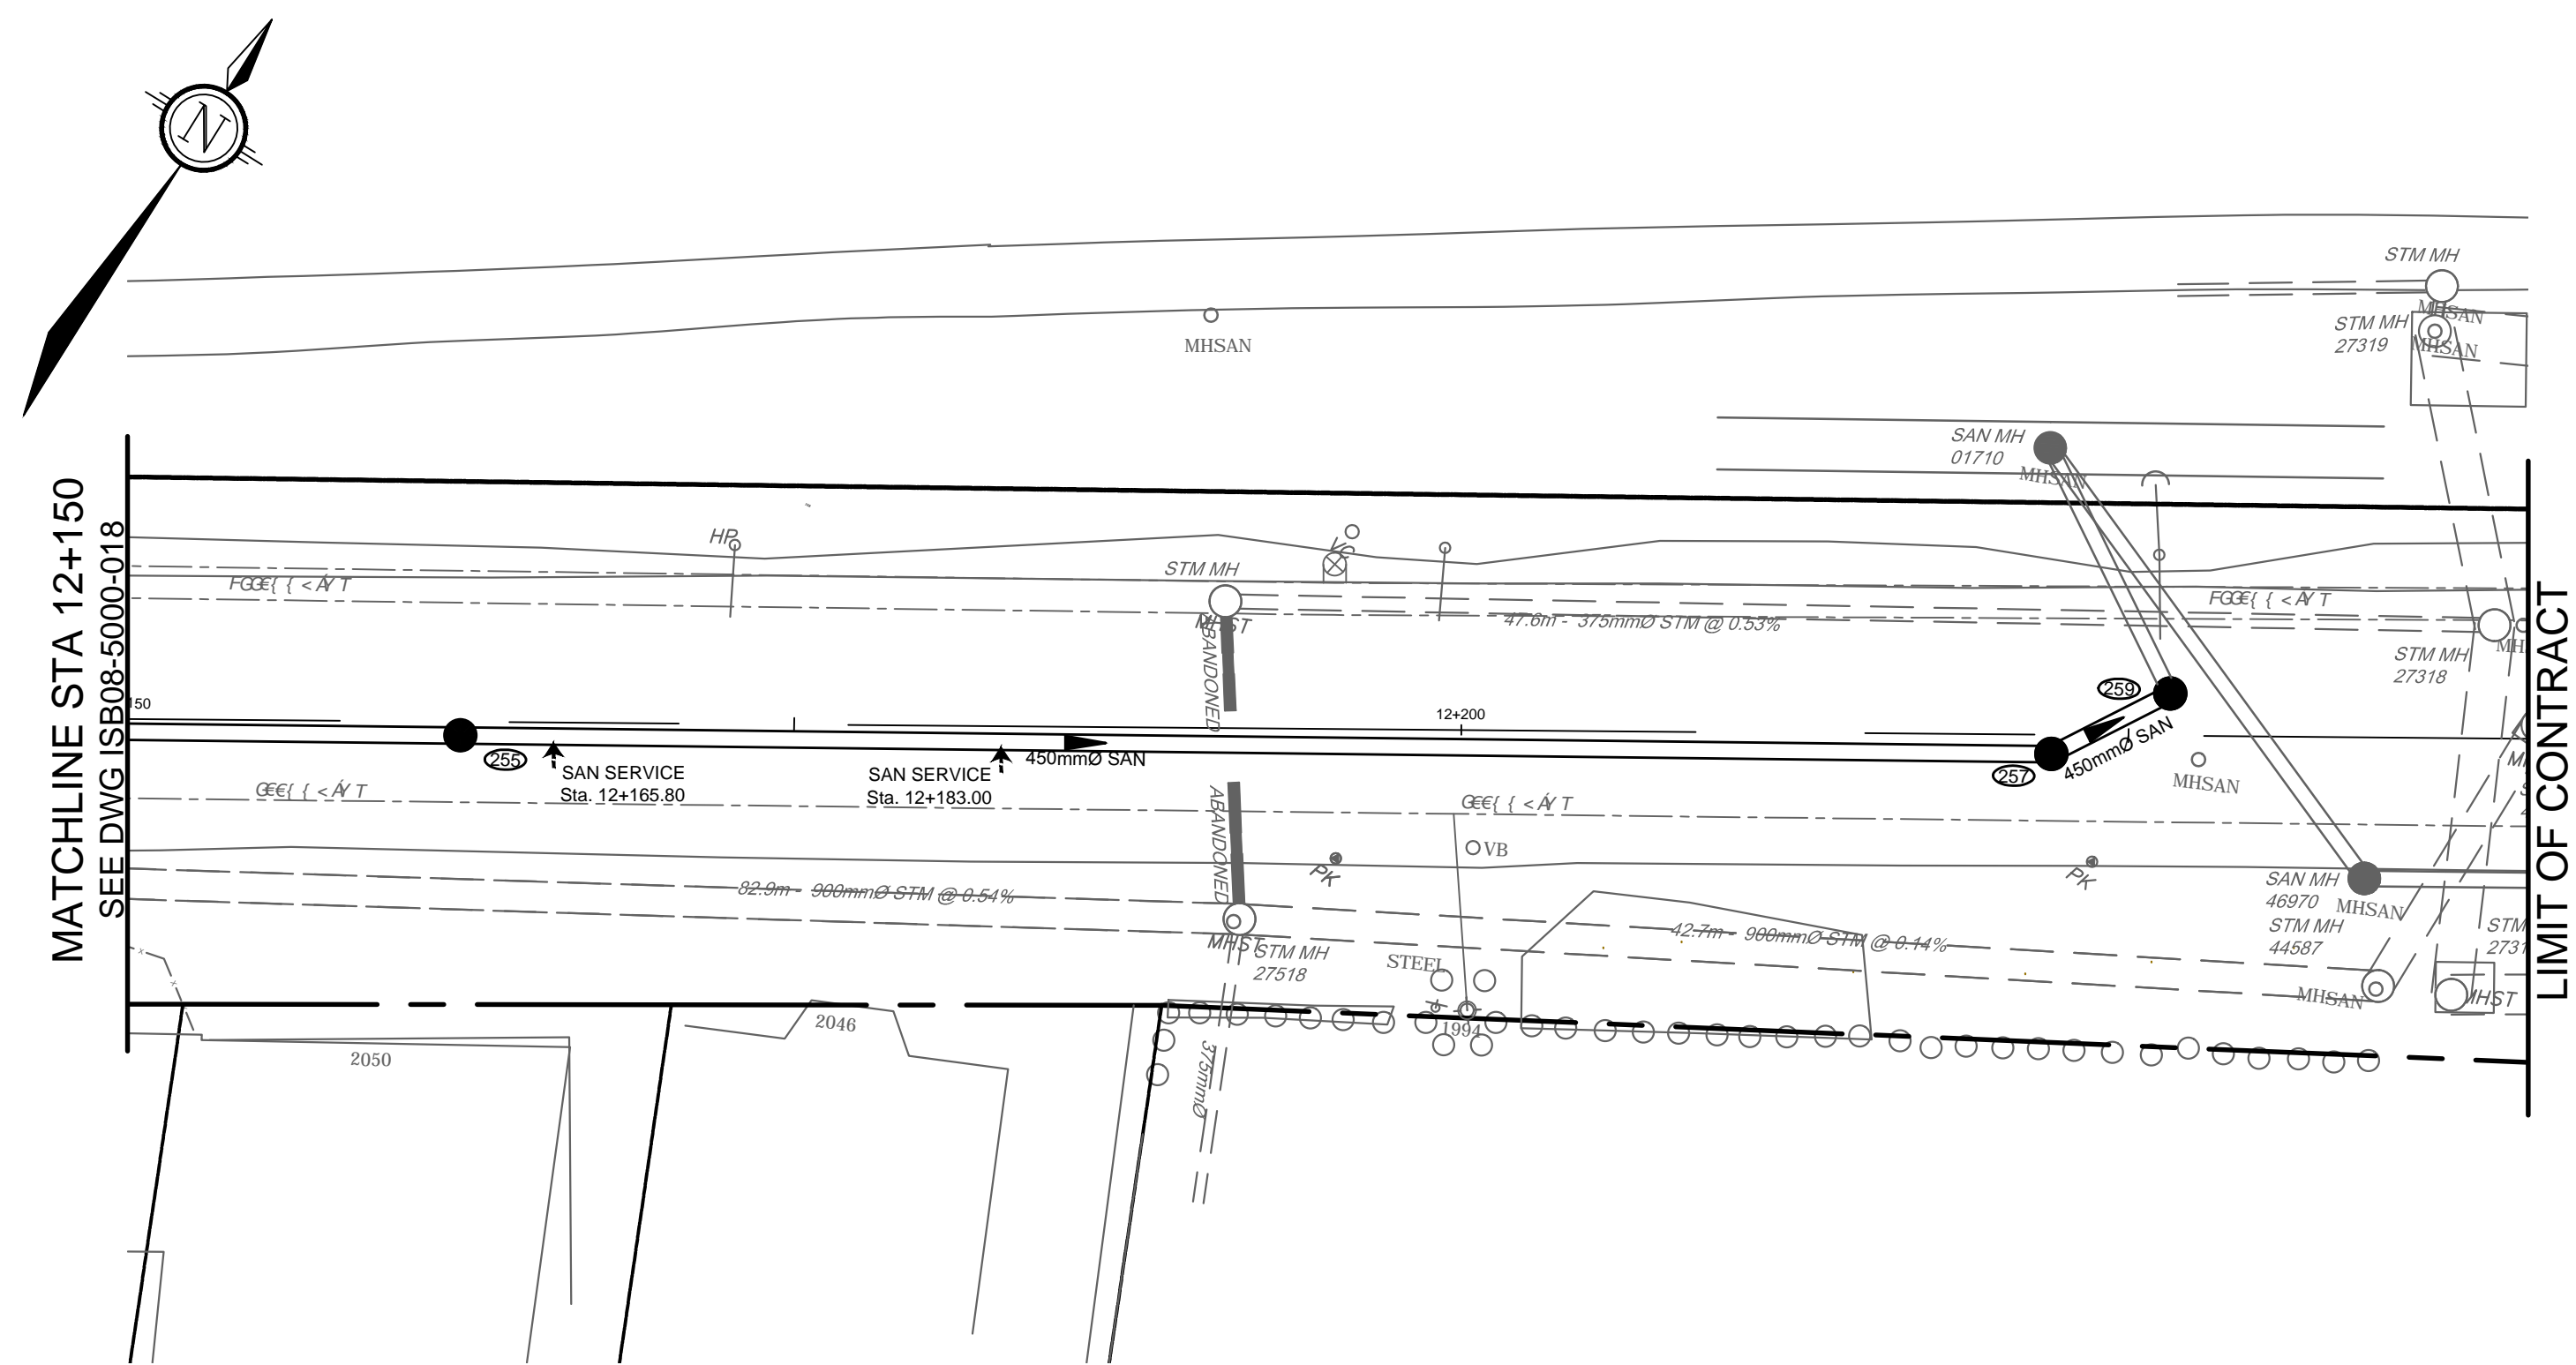 N
STM MH
MHSAN
STM MH
27319
MHSAN
MHSAN
SAN MH
01710
MHSAN
MATCHLINE STA 12+150
SEE DWG ISB08-5000-018
HP
STM MH
MHST
ABANDONED
47.6m - 375mmØ STM @ 0.53%
STM MH
27318
LIMIT OF CONTRACT
150
12+200
259
255
SAN SERVICE
Sta. 12+165.80
SAN SERVICE
Sta. 12+183.00
450mmØ SAN
257
450mmØ SAN
MHSAN
ABANDONED
VB
PK
PK
82.9m - 900mmØ STM @ 0.54%
SAN MH
46970
MHSAN
MHST
STM MH
27518
STEEL
42.7m - 900mmØ STM @ 0.14%
STM MH
44587
MHSAN
STM
MHST
2050
2046
1994
375mmØ